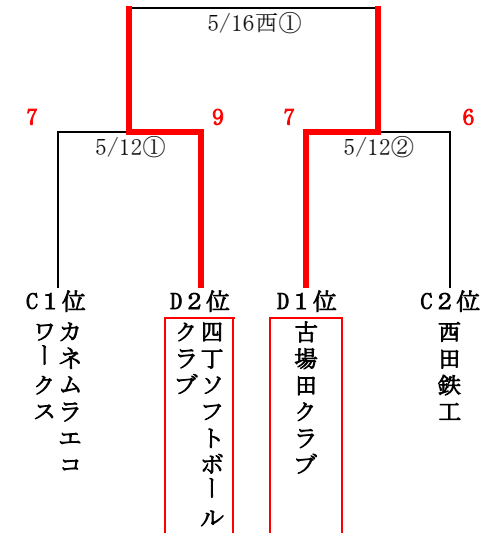 5/16西①
7
9
7
6
5/12①
5/12②
C1位
D2位
D1位
C2位
カネムラエコ
ワークス
四丁ソフトボール
クラブ
古場田クラブ
西田鉄工